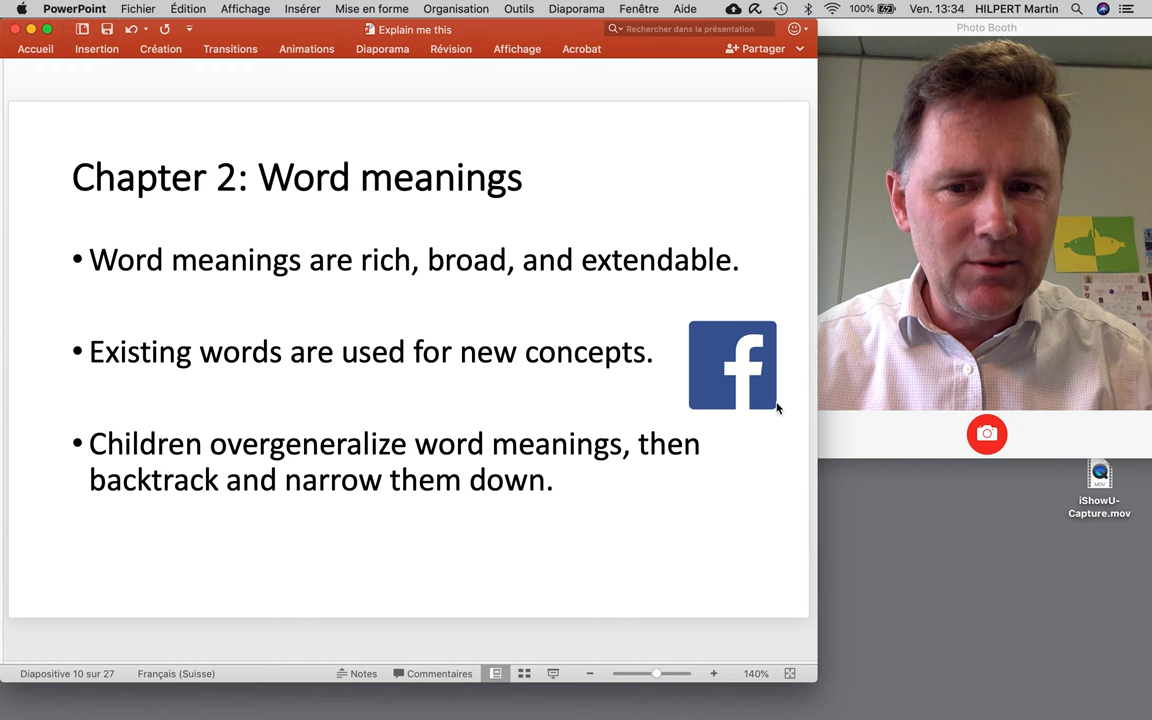 PowerPoint Fichier Édition Affichage Insérer Mise en forme Organisation Outils Diaporama Fenêtre Aide 100% Ven. 13:34 HILPERT Martin
Explain me this
Rechercher dans la présentation
Accueil Insertion Création Transitions Animations Diaporama Révision Affichage Acrobat Partager
Photo Booth
Chapter 2: Word meanings
• Word meanings are rich, broad, and extendable.
• Existing words are used for new concepts.
f
• Children overgeneralize word meanings, then
backtrack and narrow them down.
MOV
iShowU-
Capture.mov
Diapositive 10 sur 27 Français (Suisse) Notes Commentaires 140%